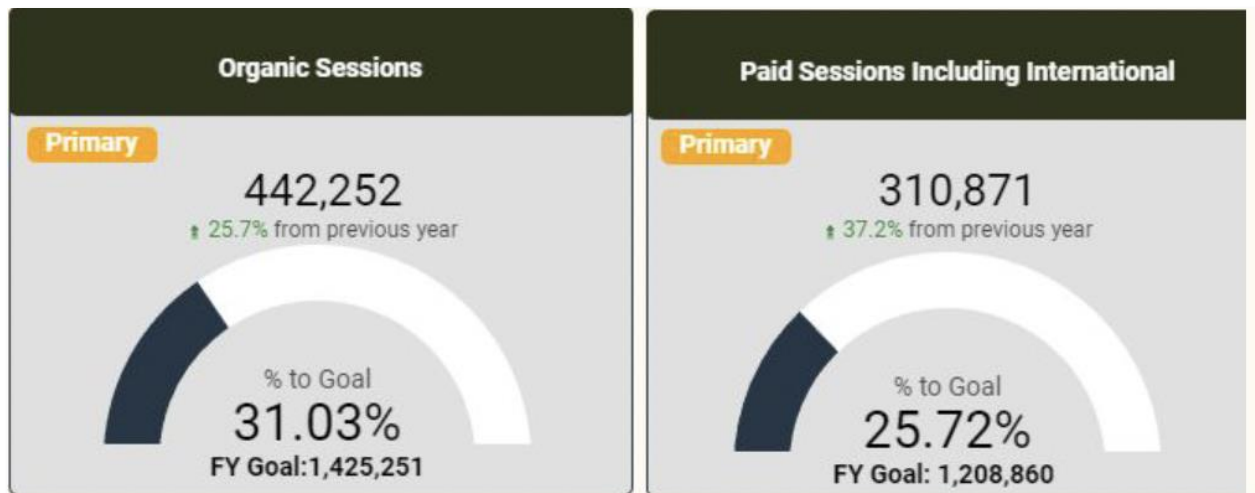 Organic Sessions
Primary
442,252
⇞ 25.7% from previous year
% to Goal
31.03%
FY Goal:1,425,251
Paid Sessions Including International
Primary
310,871
⇞ 37.2% from previous year
% to Goal
25.72%
FY Goal: 1,208,860